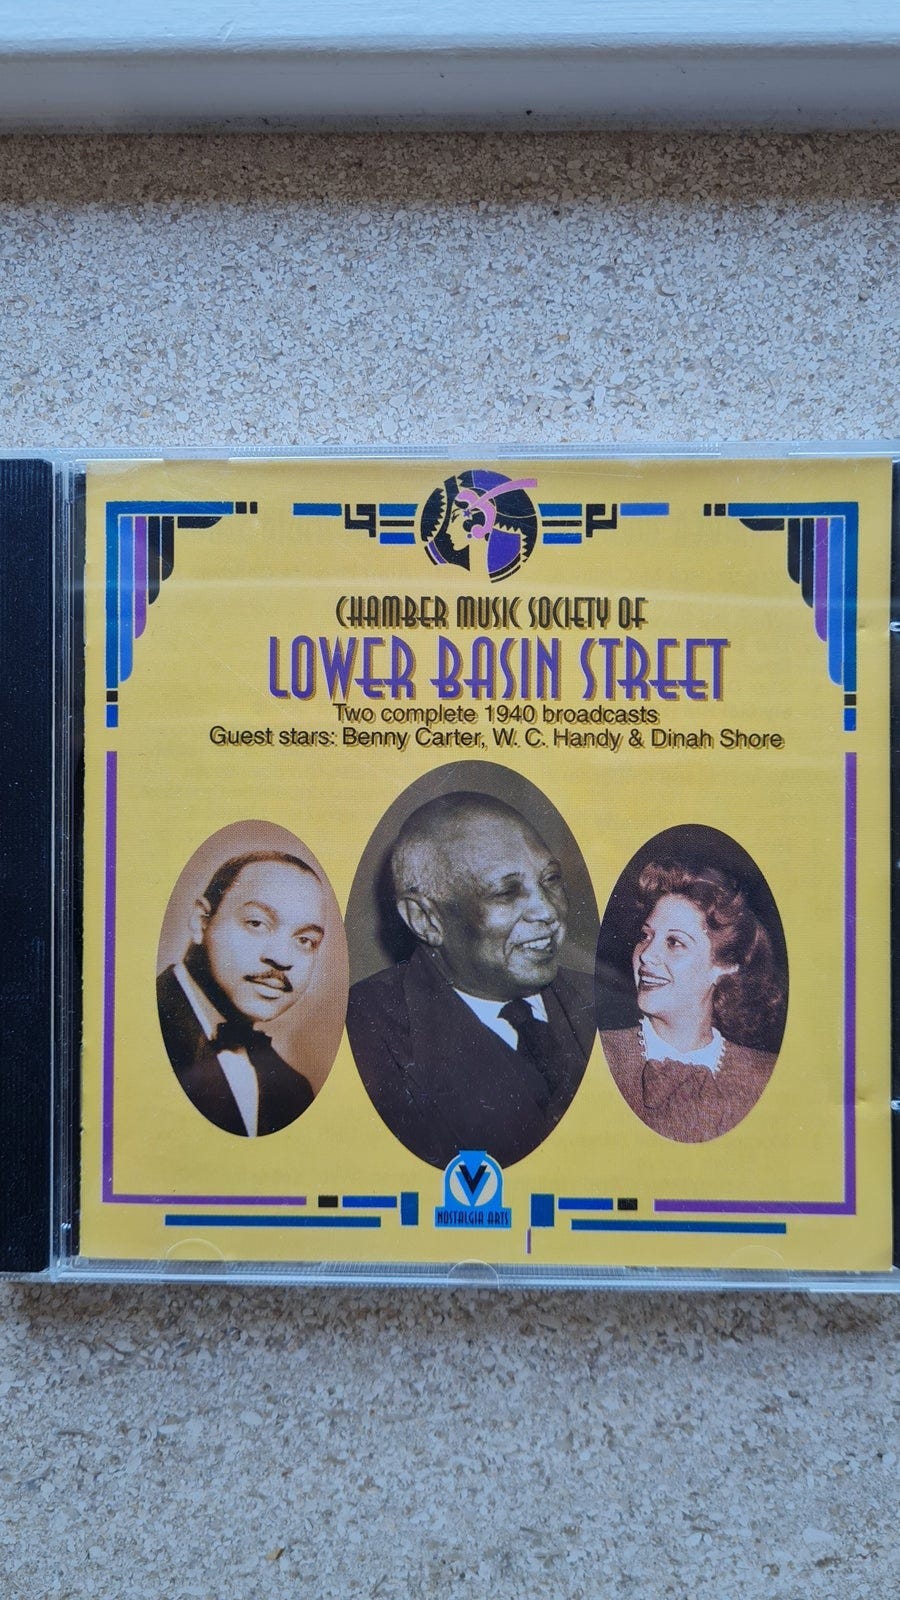 CHAMBER MUSIC SOCIETY OF
LOWER BASIN STREET
Two complete 1940 broadcasts
Guest stars: Benny Carter, W. C. Handy & Dinah Shore
V
NOSTALGIA ARTS